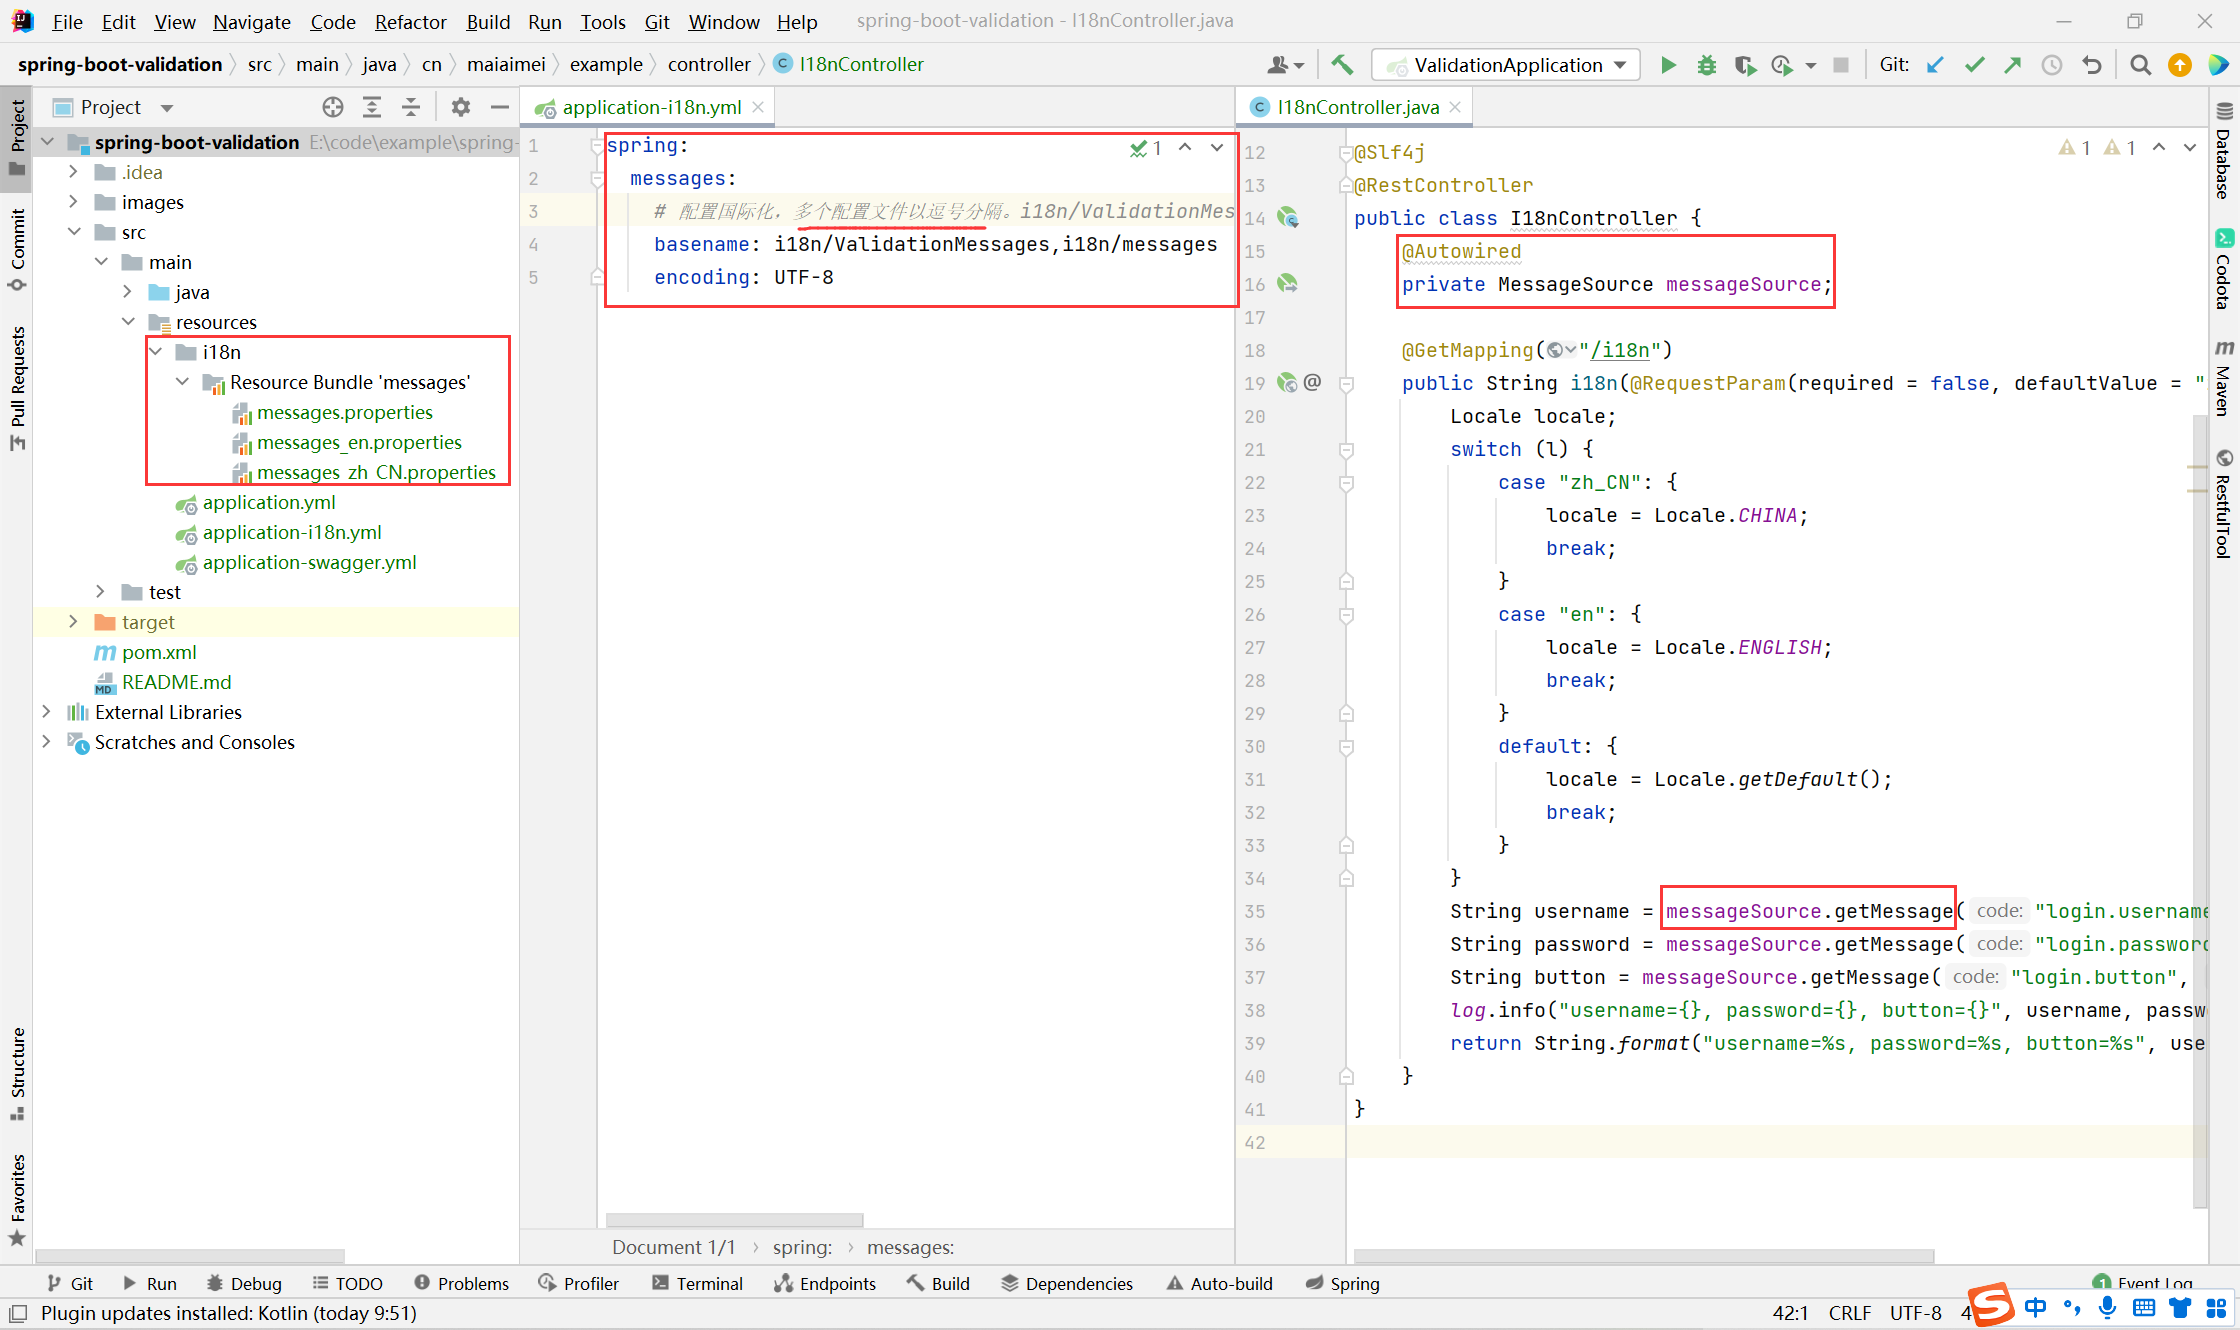 File Edit View Navigate Code Refactor Build Run Tools Git Window Help spring-boot-validation - I18nController.java
spring-boot-validation src main java cn maiaimei example controller I18nController ValidationApplication Git:
Project
application-i18n.yml
I18nController.java
spring-boot-validation E:\code\example\spring-
.idea
images
src
main
java
resources
i18n
Resource Bundle 'messages'
messages.properties
messages_en.properties
messages_zh_CN.properties
application.yml
application-i18n.yml
application-swagger.yml
test
target
pom.xml
README.md
External Libraries
Scratches and Consoles
Project
Commit
Pull Requests
Structure
Favorites
1 spring:
2 messages:
3 # 配置国际化，多个配置文件以逗号分隔。i18n/ValidationMes
4 basename: i18n/ValidationMessages,i18n/messages
5 encoding: UTF-8
1
Document 1/1 › spring: › messages:
1 1
12 @Slf4j
13 @RestController
14 public class I18nController {
15 @Autowired
16 private MessageSource messageSource;
17
18 @GetMapping("/i18n")
19 public String i18n(@RequestParam(required = false, defaultValue = "
20 Locale locale;
21 switch (l) {
22 case "zh_CN": {
23 locale = Locale.CHINA;
24 break;
25 }
26 case "en": {
27 locale = Locale.ENGLISH;
28 break;
29 }
30 default: {
31 locale = Locale.getDefault();
32 break;
33 }
34 }
35 String username = messageSource.getMessage( code: "login.username
36 String password = messageSource.getMessage( code: "login.password
37 String button = messageSource.getMessage( code: "login.button",
38 log.info("username={}, password={}, button={}", username, passw
39 return String.format("username=%s, password=%s, button=%s", use
40 }
41 }
42
Database
Codota
Maven
RestfulTool
Git Run Debug TODO Problems Profiler Terminal Endpoints Build Dependencies Auto-build Spring 1 Event Log
Plugin updates installed: Kotlin (today 9:51) 42:1 CRLF UTF-8 4 中